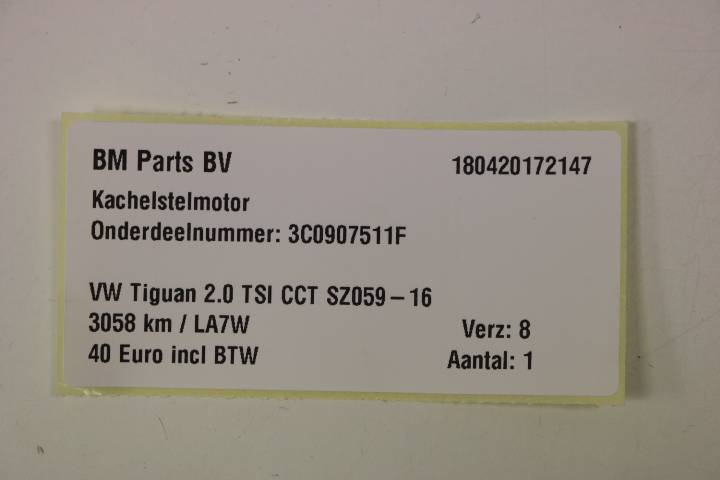 BM Parts BV 180420172147
Kachelstelmotor
Onderdeelnummer: 3C0907511F
VW Tiguan 2.0 TSI CCT SZ059-16
3058 km / LA7W Verz: 8
40 Euro incl BTW Aantal: 1